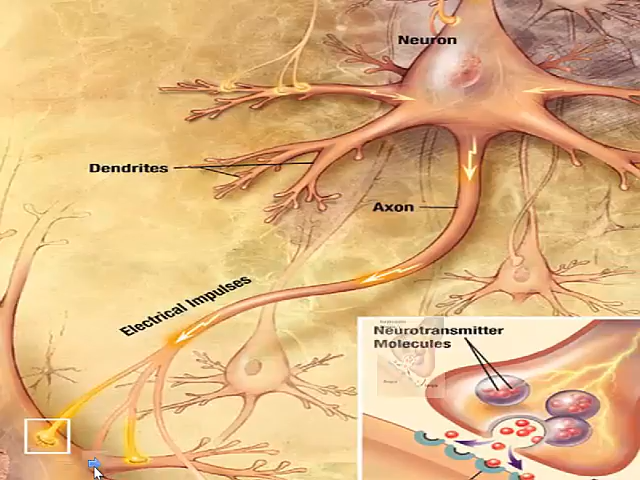 Neuron
Dendrites
Axon
Electrical Impulses
Neurotransmitter
Molecules